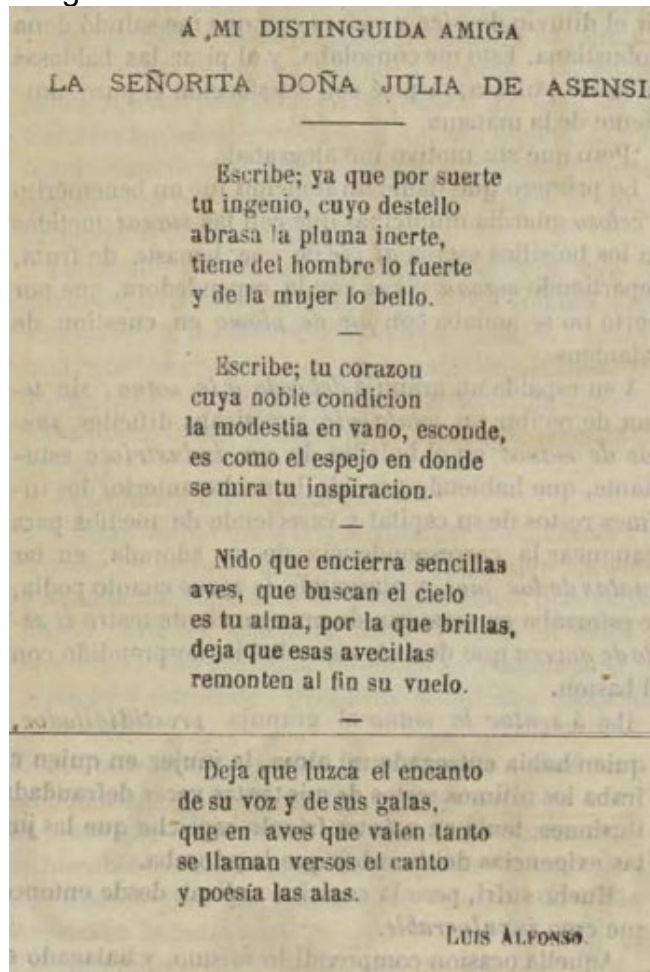 Á MI DISTINGUIDA AMIGA
LA SEÑORITA DOÑA JULIA DE ASENSI
Escribe; ya que por suerte
tu ingenio, cuyo destello
abrasa la pluma inerte,
tiene del hombre lo fuerte
y de la mujer lo bello.
Escribe; tu corazon
cuya noble condicion
la modestia en vano, esconde,
es como el espejo en donde
se mira tu inspiracion.
Nido que encierra sencillas
aves, que buscan el cielo
es tu alma, por la que brillas,
deja que esas avecillas
remonten al fin su vuelo.
Deja que luzca el encanto
de su voz y de sus galas,
que en aves que valen tanto
se llaman versos el canto
y poesía las alas.
LUIS ALFONSO